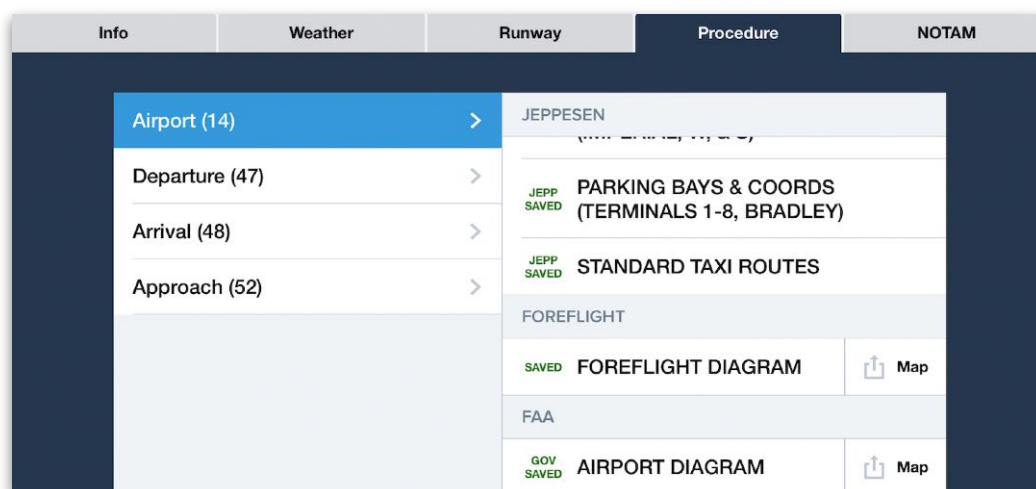 Info Weather Runway Procedure NOTAM
Airport (14)
Departure (47)
Arrival (48)
Approach (52)
JEPPESEN
JEPP SAVED PARKING BAYS & COORDS
(TERMINALS 1-8, BRADLEY)
JEPP SAVED STANDARD TAXI ROUTES
FOREFLIGHT
SAVED FOREFLIGHT DIAGRAM Map
FAA
GOV SAVED AIRPORT DIAGRAM Map